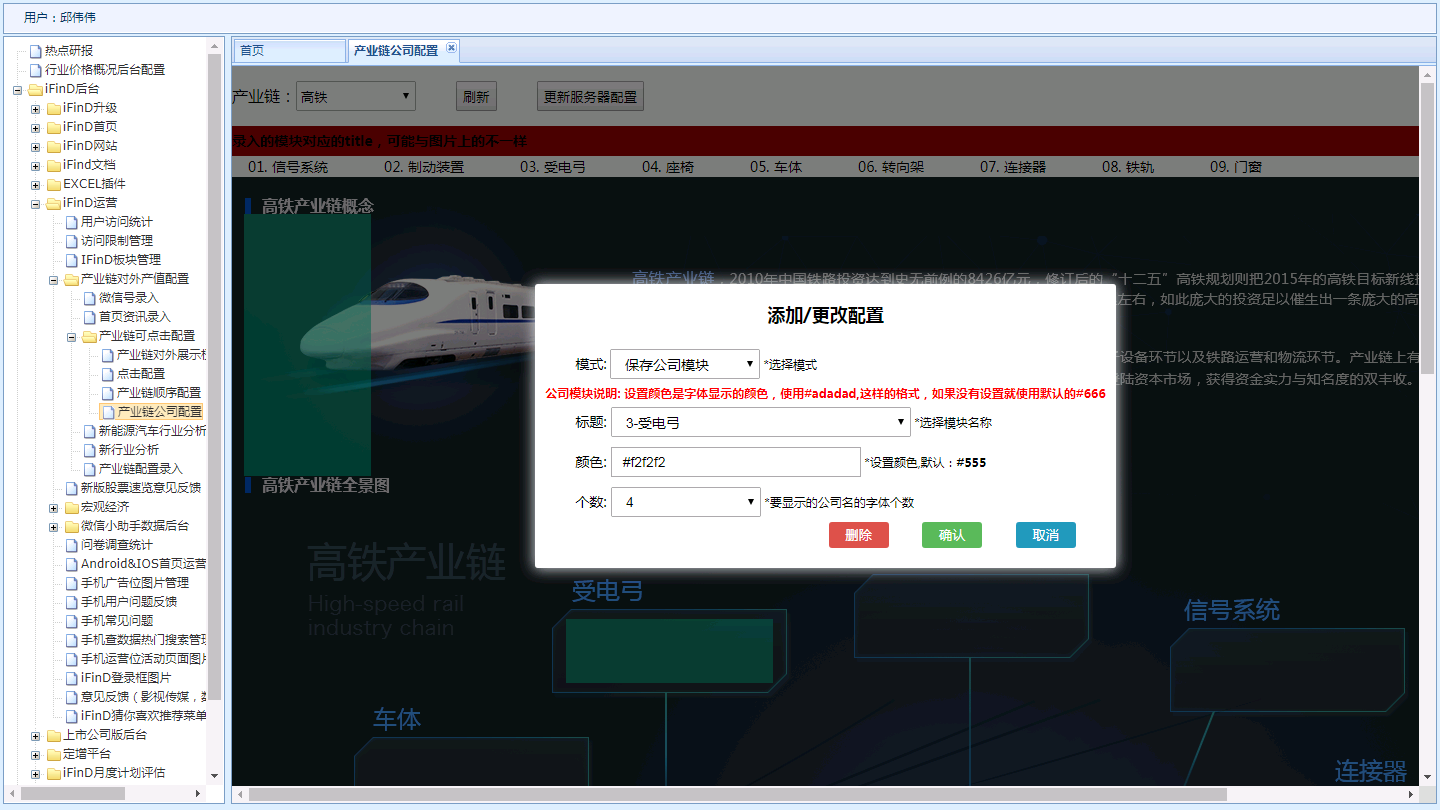 用户：邱伟伟
热点研报
行业价格概况后台配置
iFinD后台
iFinD升级
iFinD首页
iFinD网站
iFind文档
EXCEL插件
iFinD运营
用户访问统计
访问限制管理
IFinD板块管理
产业链对外产值配置
微信号录入
首页资讯录入
产业链可点击配置
产业链对外展示
点击配置
产业链顺序配置
产业链公司配置
新能源汽车行业分析
新行业分析
产业链配置录入
新版股票速览意见反馈
宏观经济
微信小助手数据后台
问卷调查统计
Android&IOS首页运营
手机广告位图片管理
手机用户问题反馈
手机常见问题
手机查数据热门搜索管理
手机运营位活动页面图片
iFinD登录框图片
意见反馈（影视传媒，
iFinD猜你喜欢推荐菜单
上市公司版后台
定增平台
iFinD月度计划评估
首页 产业链公司配置
产业链：高铁 刷新 更新服务器配置
录入的模块对应的title，可能与图片上的不一样
01. 信号系统 02. 制动装置 03. 受电弓 04. 座椅 05. 车体 06. 转向架 07. 连接器 08. 铁轨 09. 门窗
高铁产业链概念
高铁产业链，2010年中国铁路投资达到史无前例的8426亿元，修订后的“十二五”高铁规划则把2015年的高铁目标新线
左右，如此庞大的投资足以催生出一条庞大的高
设备环节以及铁路运营和物流环节。产业链上有
陆资本市场，获得资金实力与知名度的双丰收。
添加/更改配置
模式: 保存公司模块 *选择模式
公司模块说明: 设置颜色是字体显示的颜色，使用#adadad,这样的格式，如果没有设置就使用默认的#666
标题: 3-受电弓 *选择模块名称
颜色: #f2f2f2 *设置颜色,默认：#555
个数: 4 *要显示的公司名的字体个数
删除 确认 取消
高铁产业链全景图
高铁产业链
High-speed rail
industry chain
受电弓
信号系统
车体
连接器